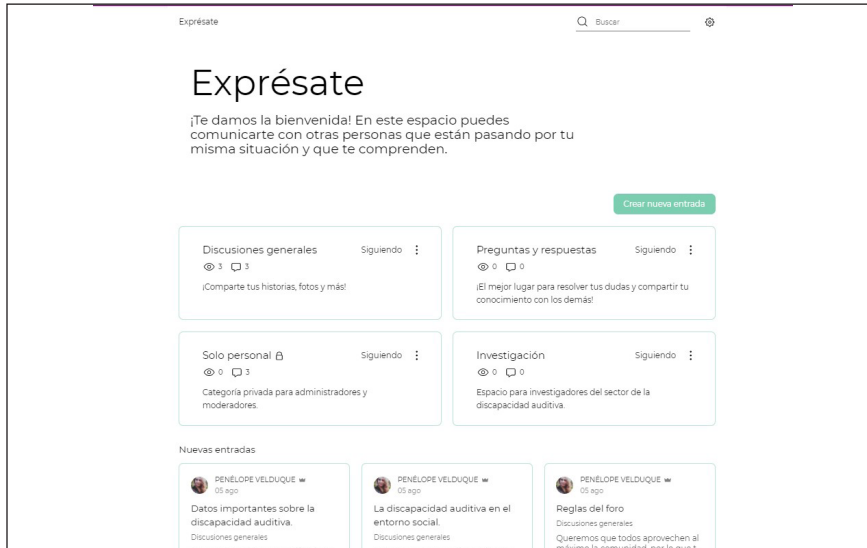 Exprésate
Buscar
Exprésate
¡Te damos la bienvenida! En este espacio puedes
comunicarte con otras personas que están pasando por tu
misma situación y que te comprenden.
Crear nueva entrada
Discusiones generales
Siguiendo
3 3
¡Comparte tus historias, fotos y más!
Preguntas y respuestas
Siguiendo
0 0
¡El mejor lugar para resolver tus dudas y compartir tu
conocimiento con los demás!
Solo personal
Siguiendo
0 3
Categoría privada para administradores y
moderadores.
Investigación
Siguiendo
0 0
Espacio para investigadores del sector de la
discapacidad auditiva.
Nuevas entradas
PENÉLOPE VELDUQUE
05 ago
Datos importantes sobre la
discapacidad auditiva.
Discusiones generales
PENÉLOPE VELDUQUE
05 ago
La discapacidad auditiva en el
entorno social.
Discusiones generales
PENÉLOPE VELDUQUE
05 ago
Reglas del foro
Discusiones generales
Queremos que todos aprovechen al
máximo la comunidad, por lo que t